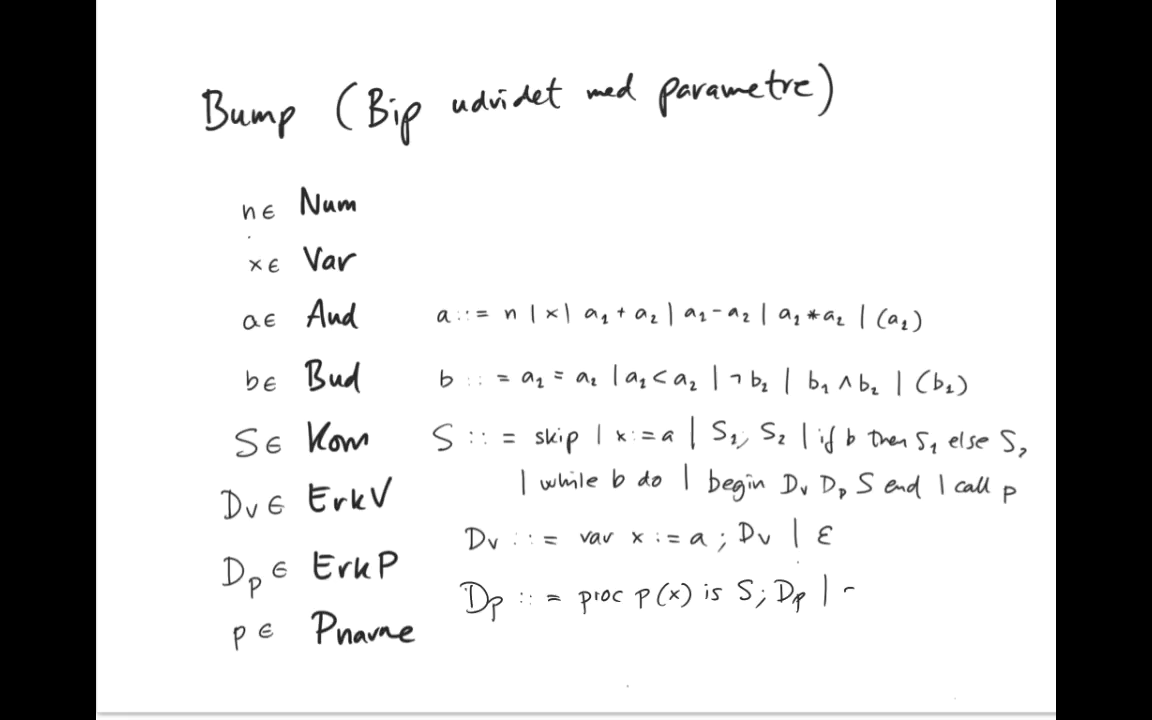 Bump (Bip udvidet med parametre)
n ∈ Num
x ∈ Var
a ∈ And a ::= n | x | a₁ + a₂ | a₁ - a₂ | a₁ * a₂ | (a₁)
b ∈ Bud b ::= a₁ = a₂ | a₁ < a₂ | ¬ b₁ | b₁ ∧ b₂ | (b₁)
S ∈ Kom S ::= skip | x := a | S₁; S₂ | if b then S₁ else S₂
| while b do | begin Dv Dp S end | call p
Dv ∈ ErkV
Dv ::= var x := a ; Dv | ε
Dp ∈ ErkP
Dp ::= proc p(x) is S; Dp |
p ∈ Pnavne